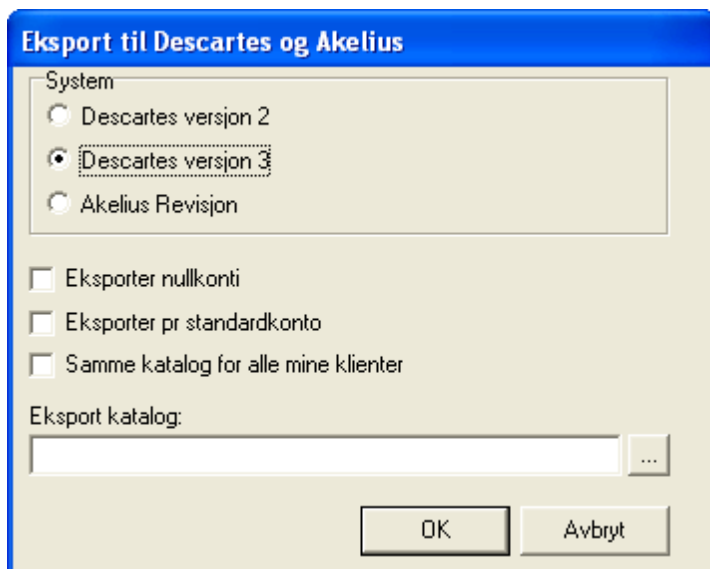 Eksport til Descartes og Akelius
System
Descartes versjon 2
Descartes versjon 3
Akelius Revisjon
Eksporter nullkonti
Eksporter pr standardkonto
Samme katalog for alle mine klienter
Eksport katalog:
...
OK Avbryt